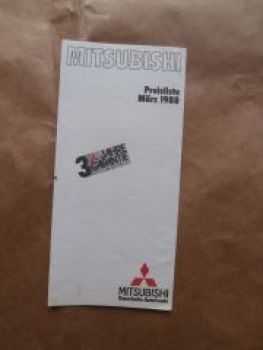 MITSUBISHI
Preisliste
März 1988
3 JAHRE
GARANTIE
MITSUBISHI